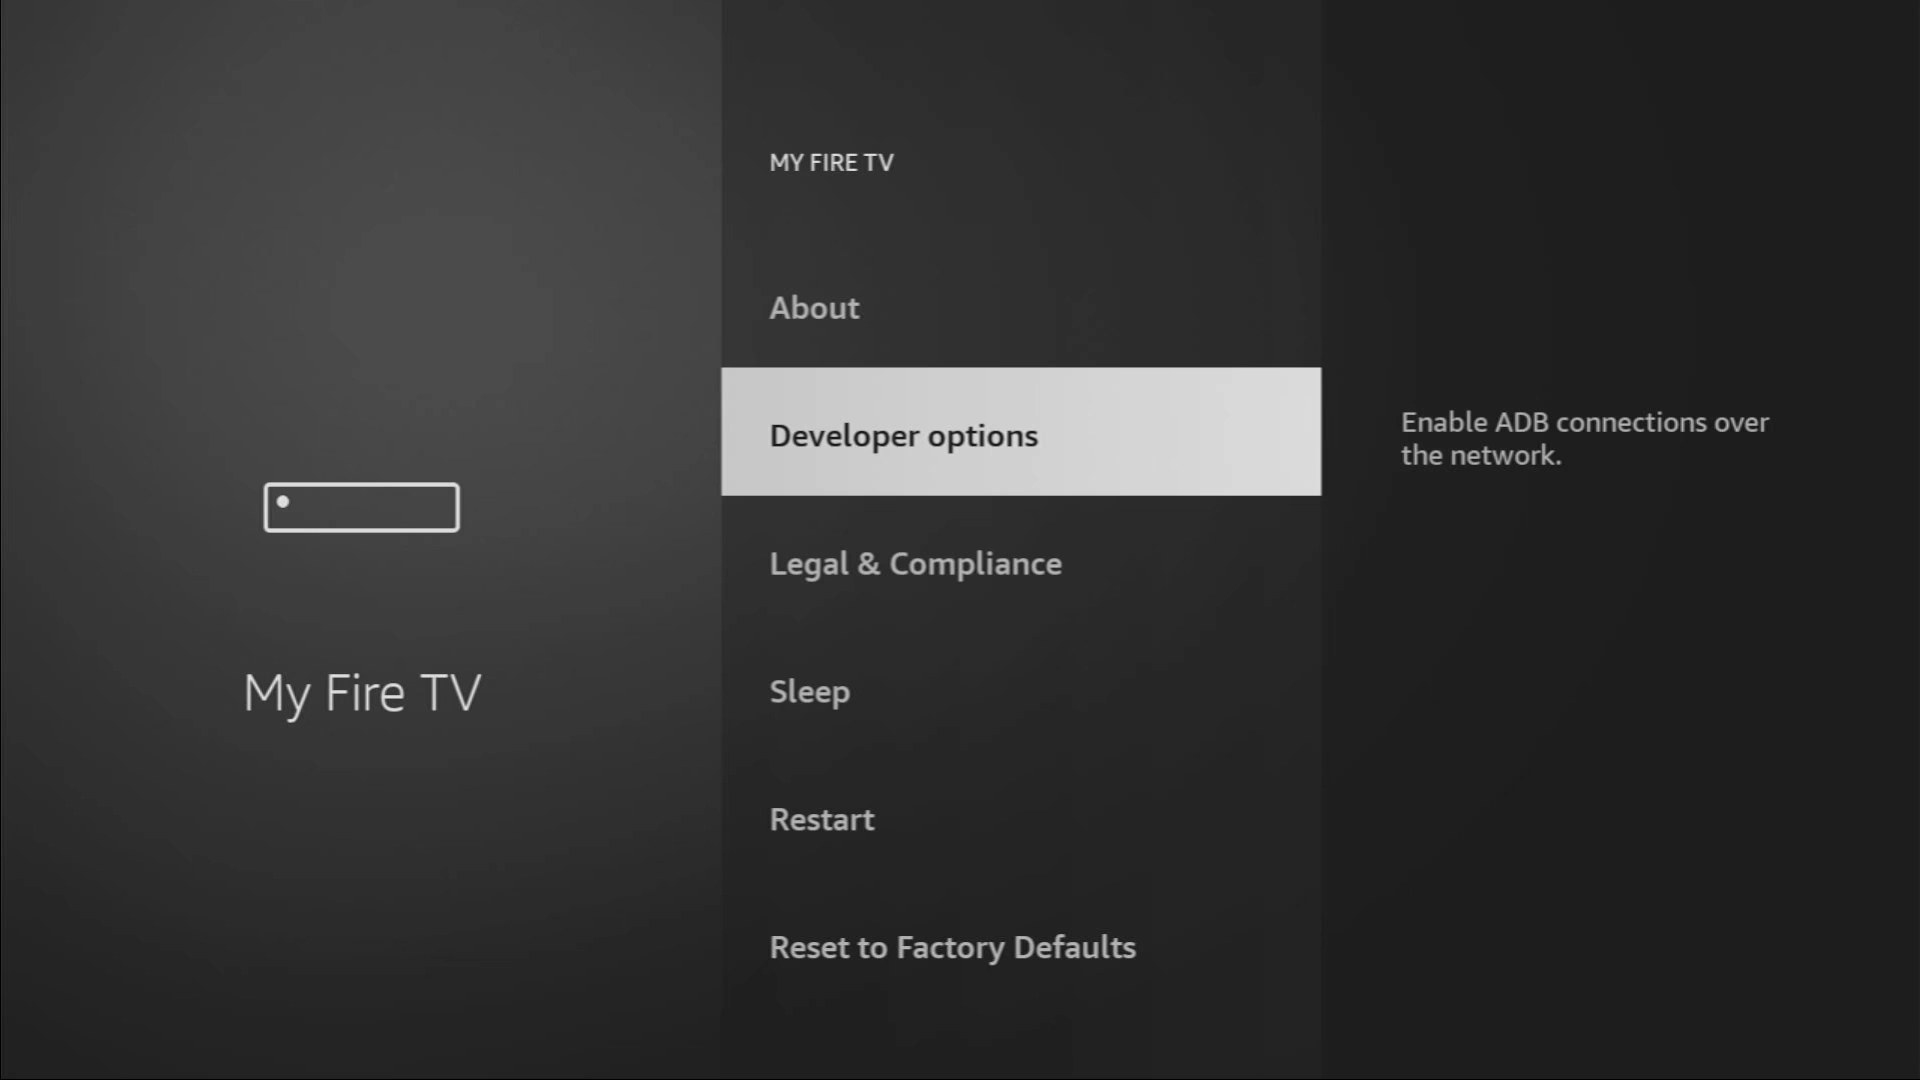 MY FIRE TV
About
Developer options
Enable ADB connections over
the network.
Legal & Compliance
Sleep
My Fire TV
Restart
Reset to Factory Defaults